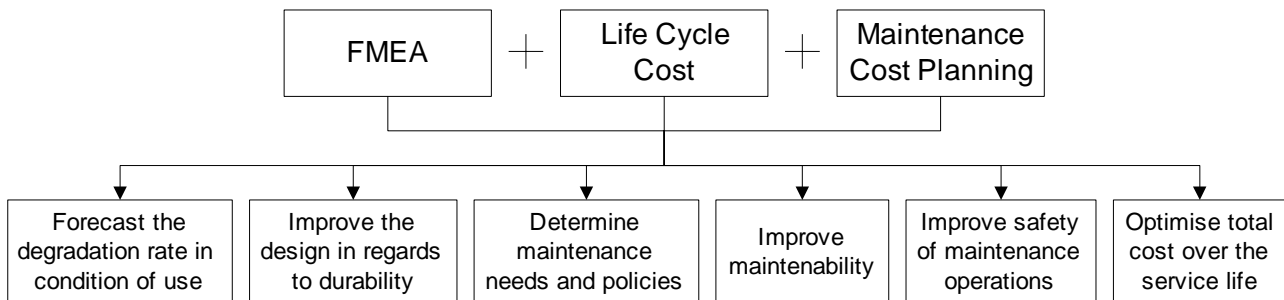 FMEA
Life Cycle
Cost
Maintenance
Cost Planning
Forecast the
degradation rate in
condition of use
Improve the
design in regards
to durability
Determine
maintenance
needs and policies
Improve
maintenability
Improve safety
of maintenance
operations
Optimise total
cost over the
service life